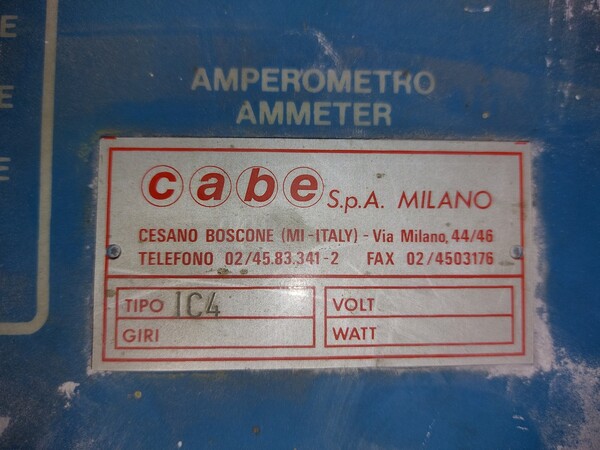 E
E
E
AMPEROMETRO
AMMETER
cabe S.p.A. MILANO
CESANO BOSCONE (MI-ITALY) - Via Milano, 44/46
TELEFONO 02/45.83.341-2 FAX 02/4503176
TIPO IC4
GIRI
VOLT
WATT